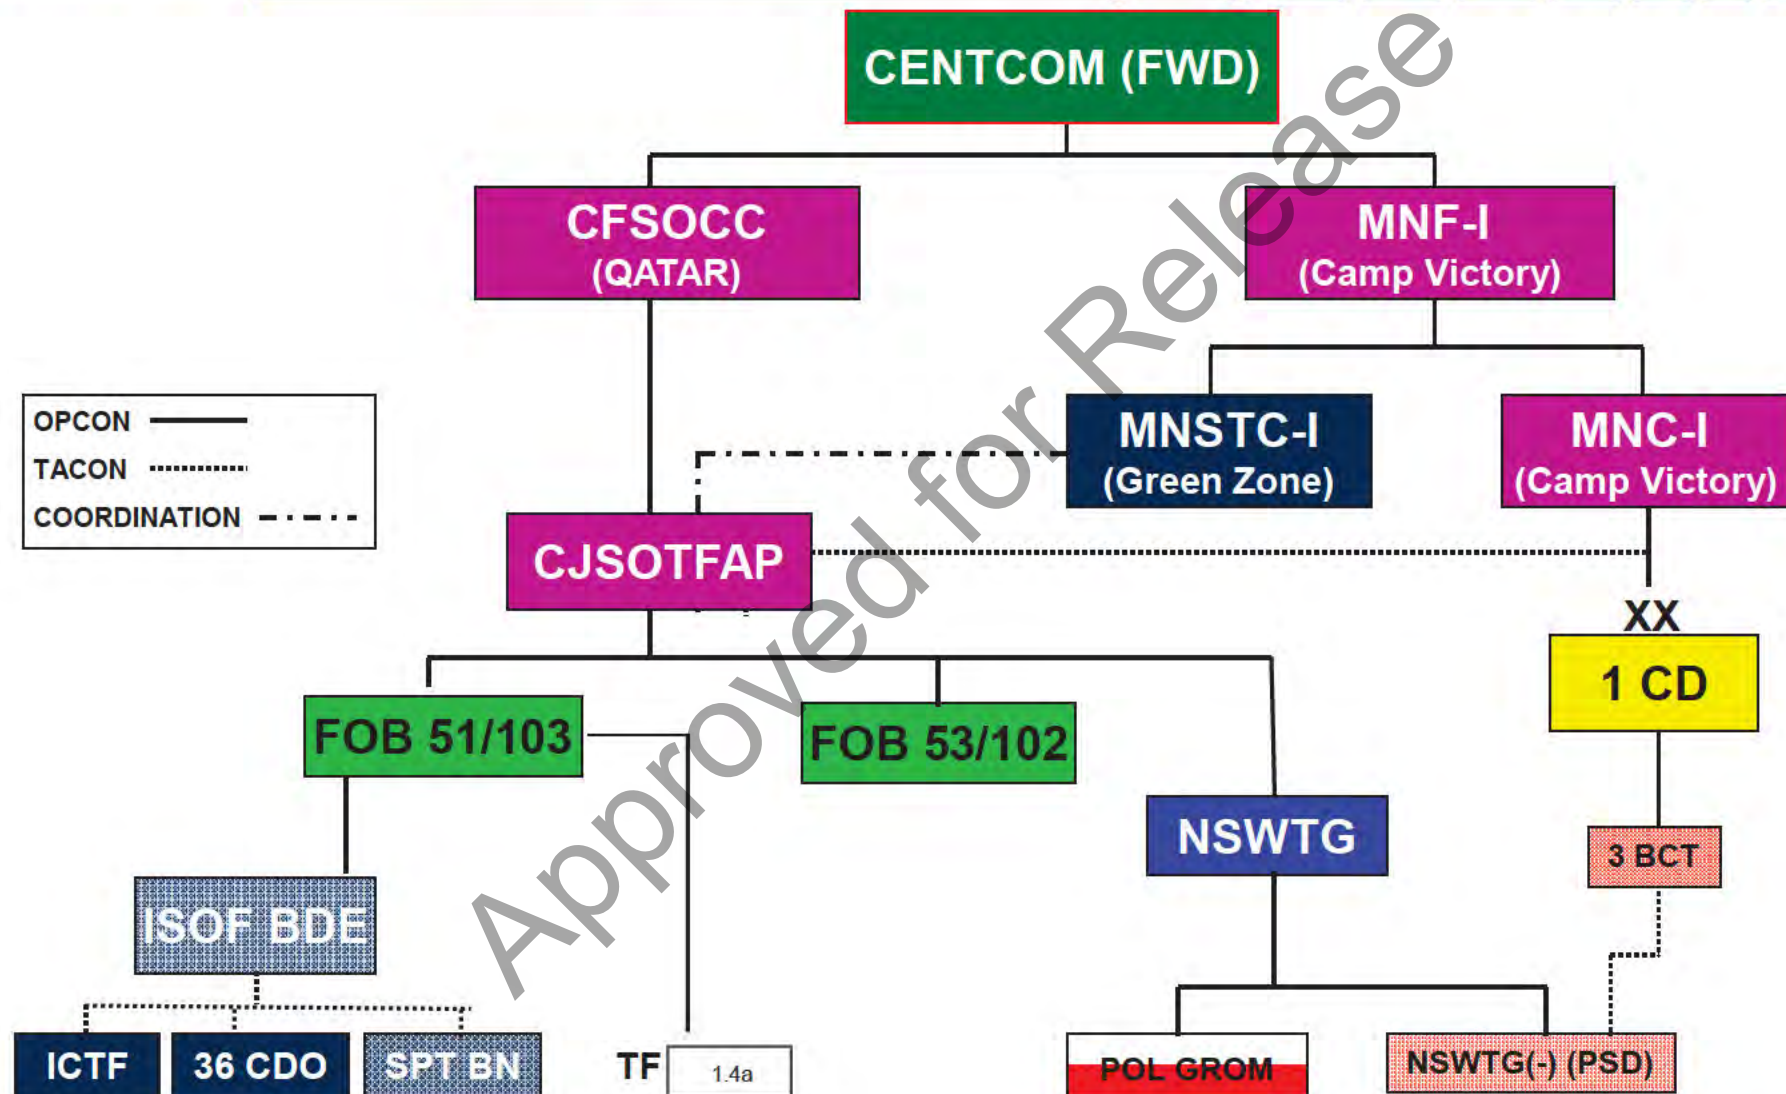 CENTCOM (FWD)
CFSOCC
(QATAR)
MNF-I
(Camp Victory)
OPCON
TACON
COORDINATION
MNSTC-I
(Green Zone)
MNC-I
(Camp Victory)
CJSOTFAP
XX
1 CD
FOB 51/103
FOB 53/102
NSWTG
3 BCT
ISOF BDE
ICTF
36 CDO
SPT BN
TF
1.4a
POL GROM
NSWTG(-) (PSD)
Approved for Release